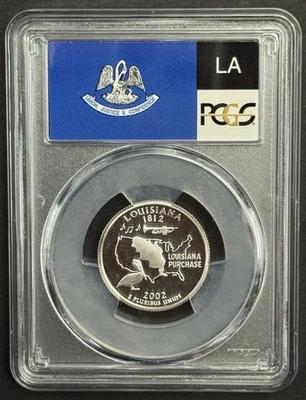 LA
UNION, JUSTICE & CONFIDENCE
PCGS
LOUISIANA
1812
LOUISIANA
PURCHASE
2002
E PLURIBUS UNUM